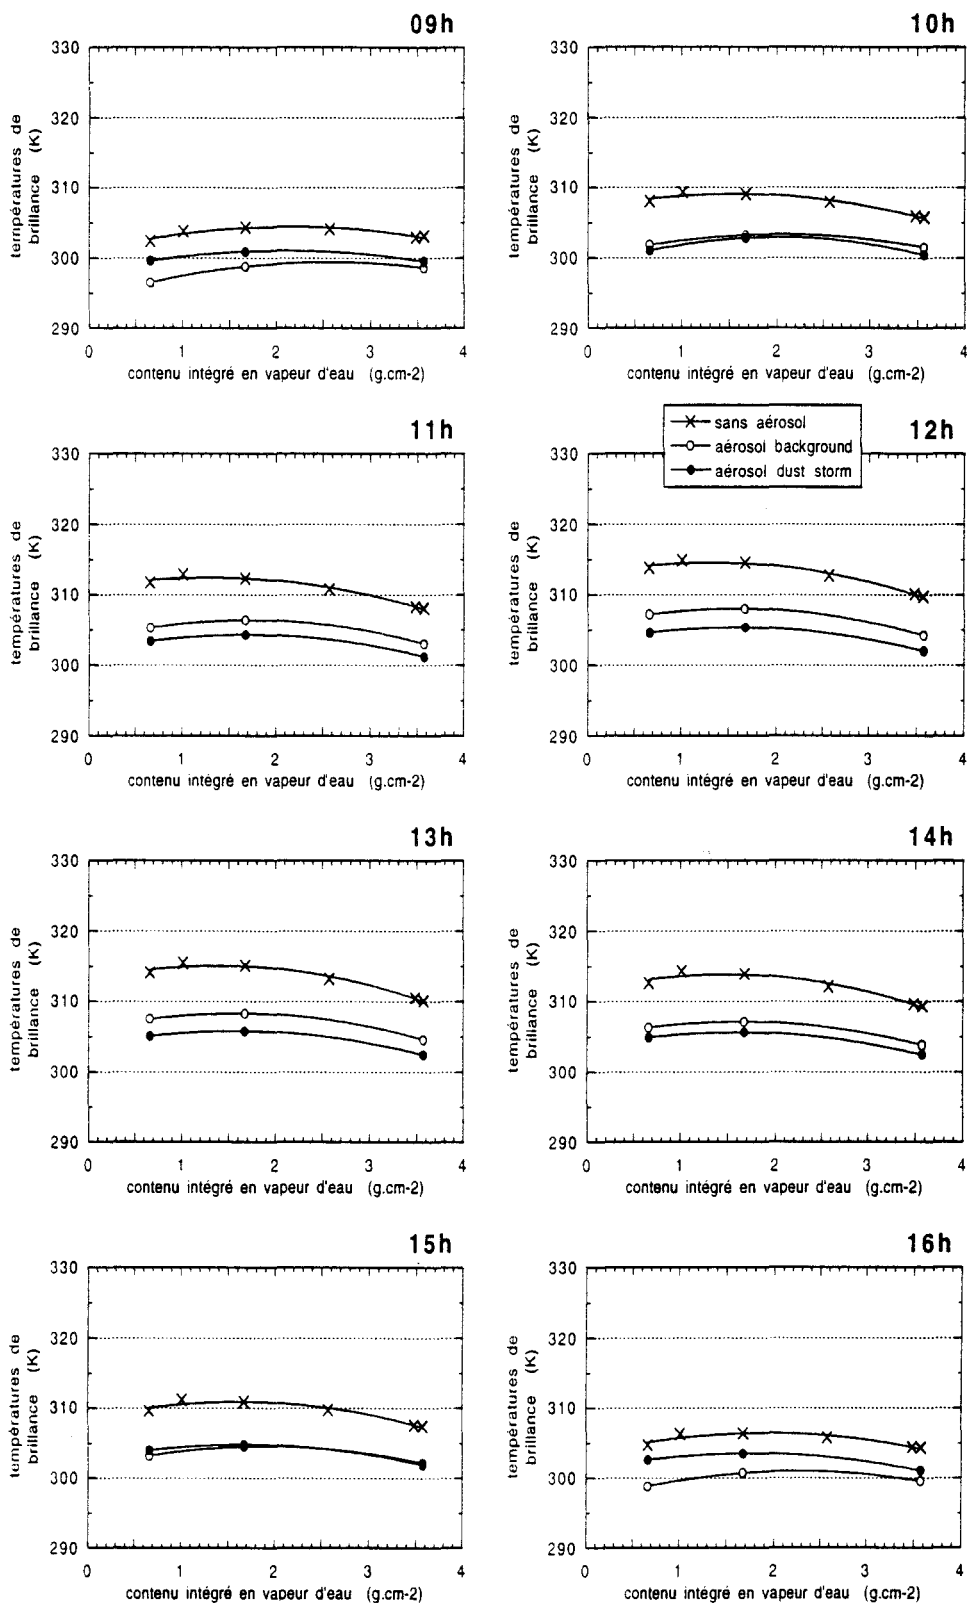 09h
températures de
brillance (K)
330
320
310
300
290
0 1 2 3 4
contenu intégré en vapeur d'eau (g.cm-2)
10h
températures de
brillance (K)
330
320
310
300
290
0 1 2 3 4
contenu intégré en vapeur d'eau (g.cm-2)
11h
températures de
brillance (K)
330
320
310
300
290
0 1 2 3 4
contenu intégré en vapeur d'eau (g.cm-2)
12h
sans aérosol
aérosol background
aérosol dust storm
températures de
brillance (K)
330
320
310
300
290
0 1 2 3 4
contenu intégré en vapeur d'eau (g.cm-2)
13h
températures de
brillance (K)
330
320
310
300
290
0 1 2 3 4
contenu intégré en vapeur d'eau (g.cm-2)
14h
températures de
brillance (K)
330
320
310
300
290
0 1 2 3 4
contenu intégré en vapeur d'eau (g.cm-2)
15h
températures de
brillance (K)
330
320
310
300
290
0 1 2 3 4
contenu intégré en vapeur d'eau (g.cm-2)
16h
températures de
brillance (K)
330
320
310
300
290
0 1 2 3 4
contenu intégré en vapeur d'eau (g.cm-2)